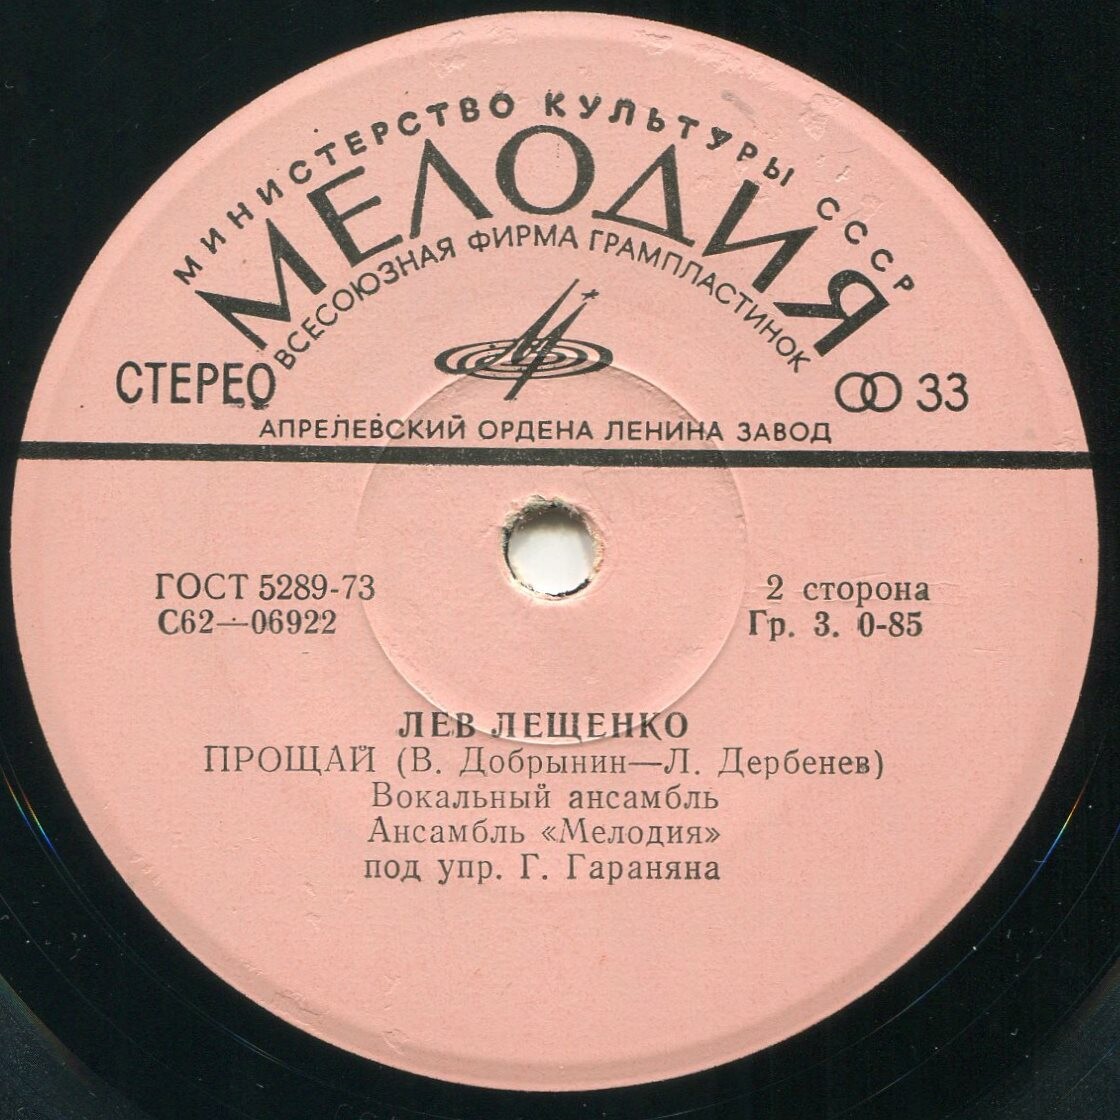 МИНИСТЕРСТВО КУЛЬТУРЫ СССР
МЕЛОДИЯ
ВСЕСОЮЗНАЯ ФИРМА ГРАМПЛАСТИНОК
СТЕРЕО
33
АПРЕЛЕВСКИЙ ОРДЕНА ЛЕНИНА ЗАВОД
ГОСТ 5289-73
2 сторона
С62—06922
Гр. 3. 0-85
ЛЕВ ЛЕЩЕНКО
ПРОЩАЙ (В. Добрынин—Л. Дербенев)
Вокальный ансамбль
Ансамбль «Мелодия»
под упр. Г. Гараняна